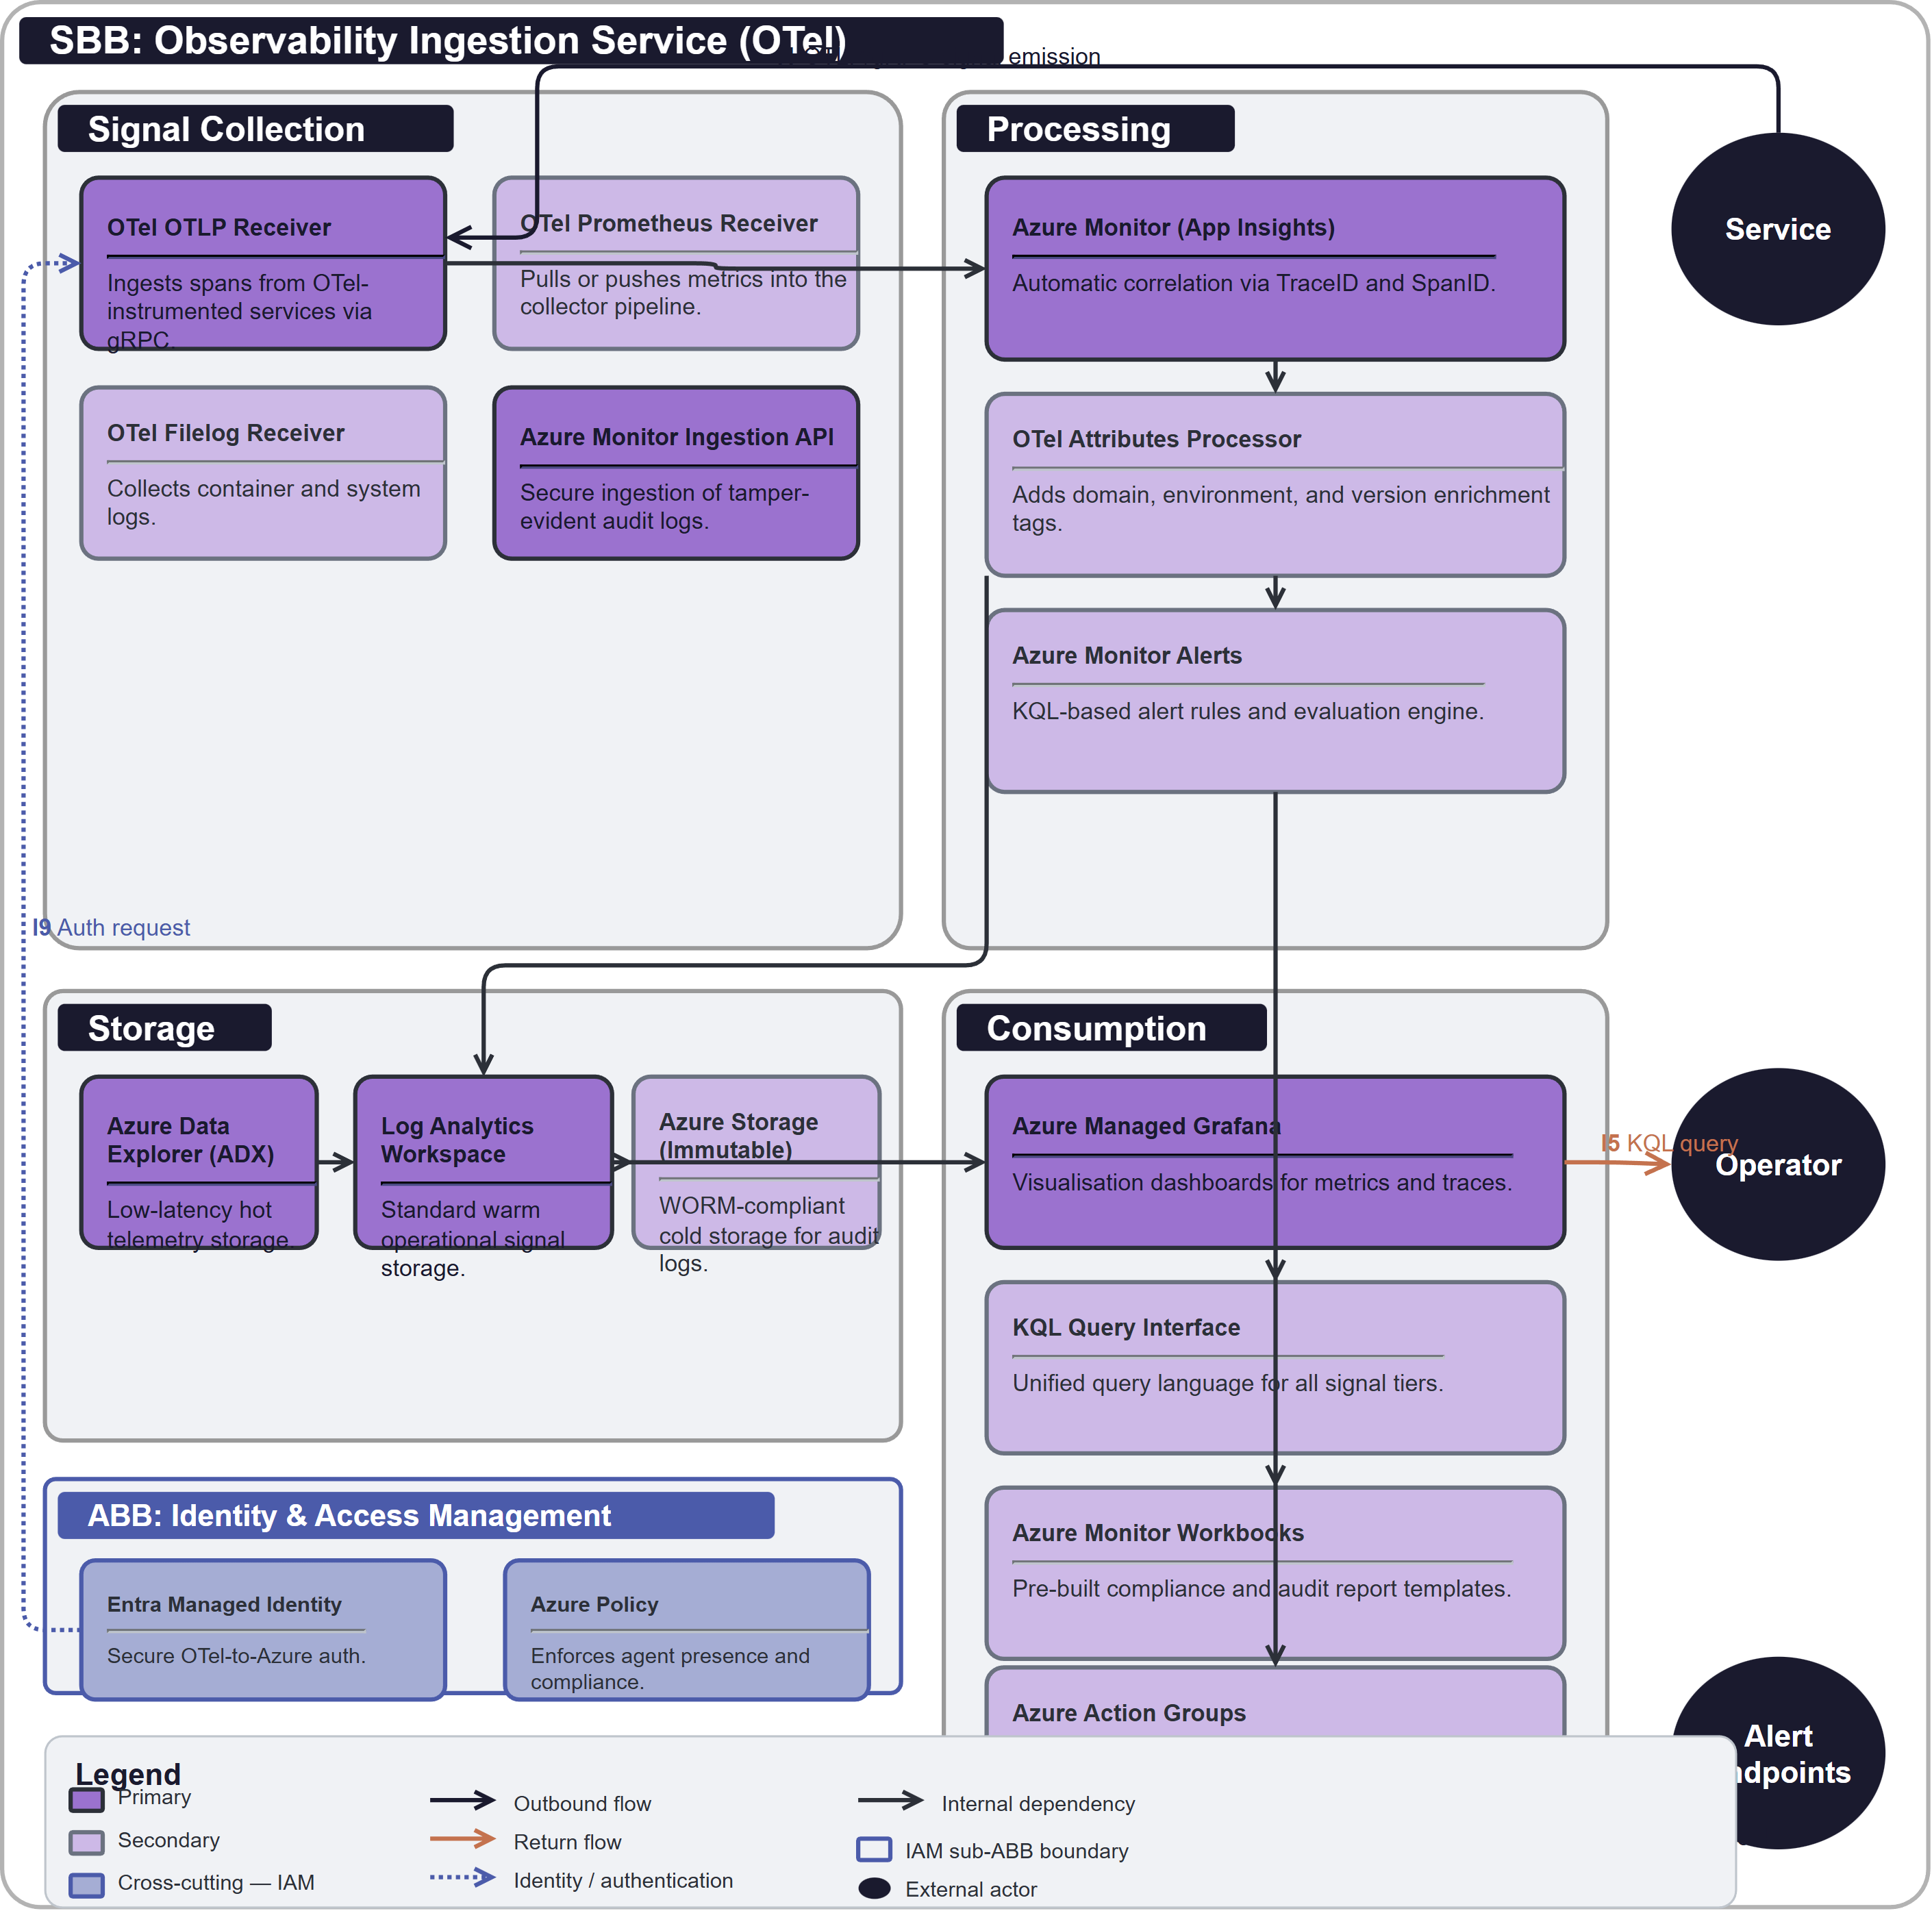 SBB: Observability Ingestion Service (OTel)
emission
Signal Collection
OTel OTLP Receiver
Ingests spans from OTel-
instrumented services via
gRPC.
OTel Prometheus Receiver
Pulls or pushes metrics into the
collector pipeline.
OTel Filelog Receiver
Collects container and system
logs.
Azure Monitor Ingestion API
Secure ingestion of tamper-
evident audit logs.
Processing
Azure Monitor (App Insights)
Automatic correlation via TraceID and SpanID.
OTel Attributes Processor
Adds domain, environment, and version enrichment
tags.
Azure Monitor Alerts
KQL-based alert rules and evaluation engine.
Service
I9 Auth request
Storage
Azure Data
Explorer (ADX)
Low-latency hot
telemetry storage
Log Analytics
Workspace
Standard warm
operational signal
storage.
Azure Storage
(Immutable)
WORM-compliant
cold storage for audit
logs.
Consumption
Azure Managed Grafana
Visualisation dashboards for metrics and traces.
KQL Query Interface
Unified query language for all signal tiers.
Azure Monitor Workbooks
Pre-built compliance and audit report templates.
Azure Action Groups
I5 KQL query
Operator
ABB: Identity & Access Management
Entra Managed Identity
Secure OTel-to-Azure auth.
Azure Policy
Enforces agent presence and
compliance.
Alert
ndpoints
Legend
Primary
Secondary
Cross-cutting — IAM
Outbound flow
Return flow
Identity / authentication
Internal dependency
IAM sub-ABB boundary
External actor